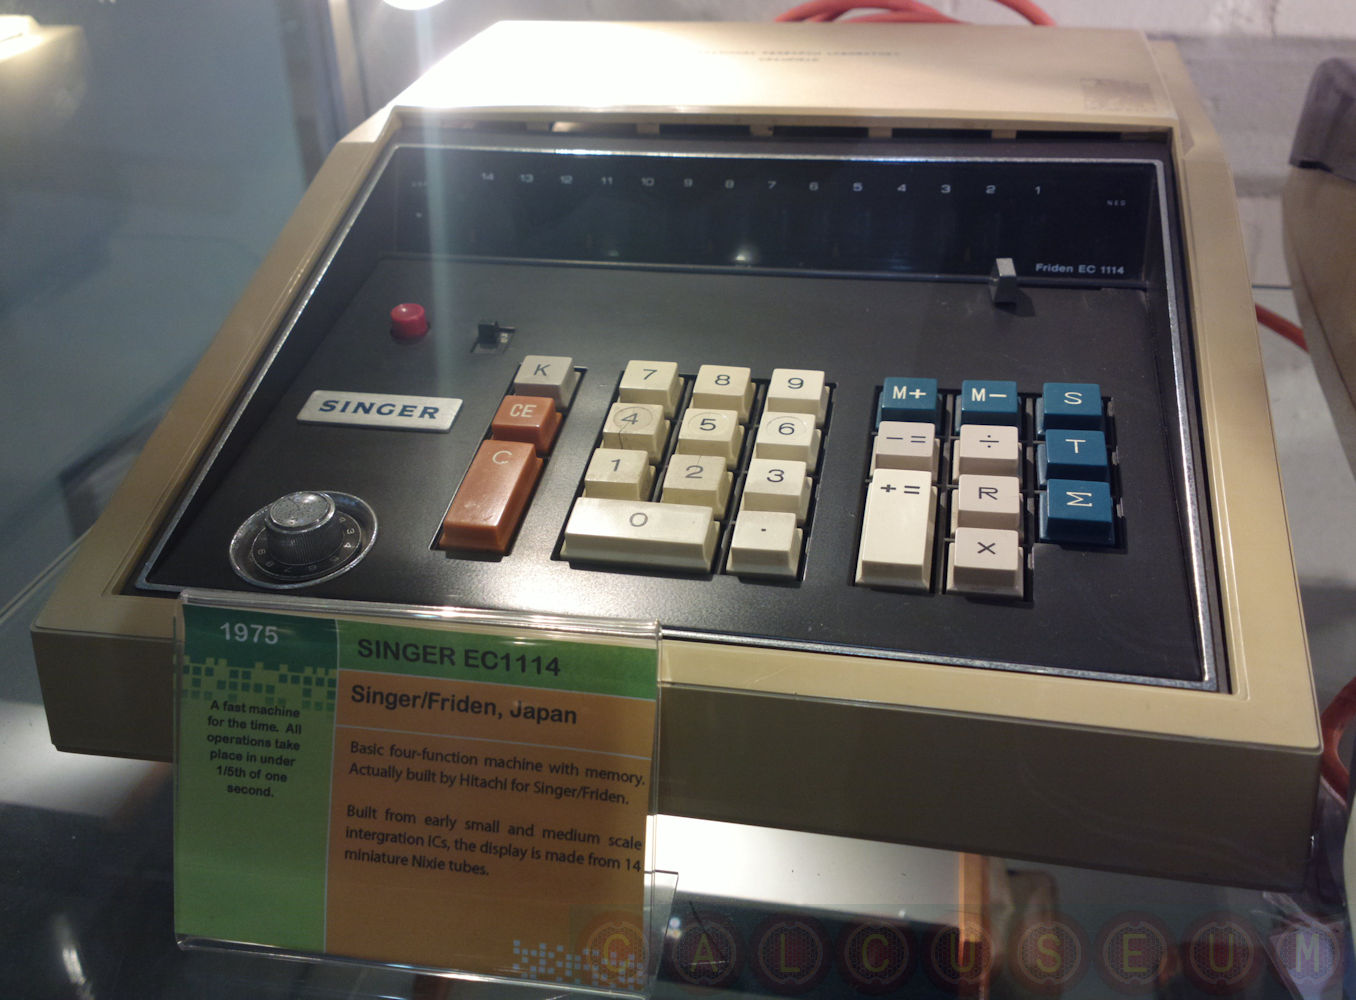 14 13 12 11 10 9 8 7 6 5 4 3 2 1
NEG
Friden EC 1114
SINGER
K
CE
C
7 8 9
4 5 6
1 2 3
0 .
M+ M− S
−= ÷ T
+= R Σ
X
1975
A fast machine
for the time. All
operations take
place in under
1/5th of one
second.
SINGER EC1114
Singer/Friden, Japan
Basic four-function machine with memory.
Actually built by Hitachi for Singer/Friden.
Built from early small and medium scale
intergration ICs, the display is made from 14
miniature Nixie tubes.
CALCUSEUM